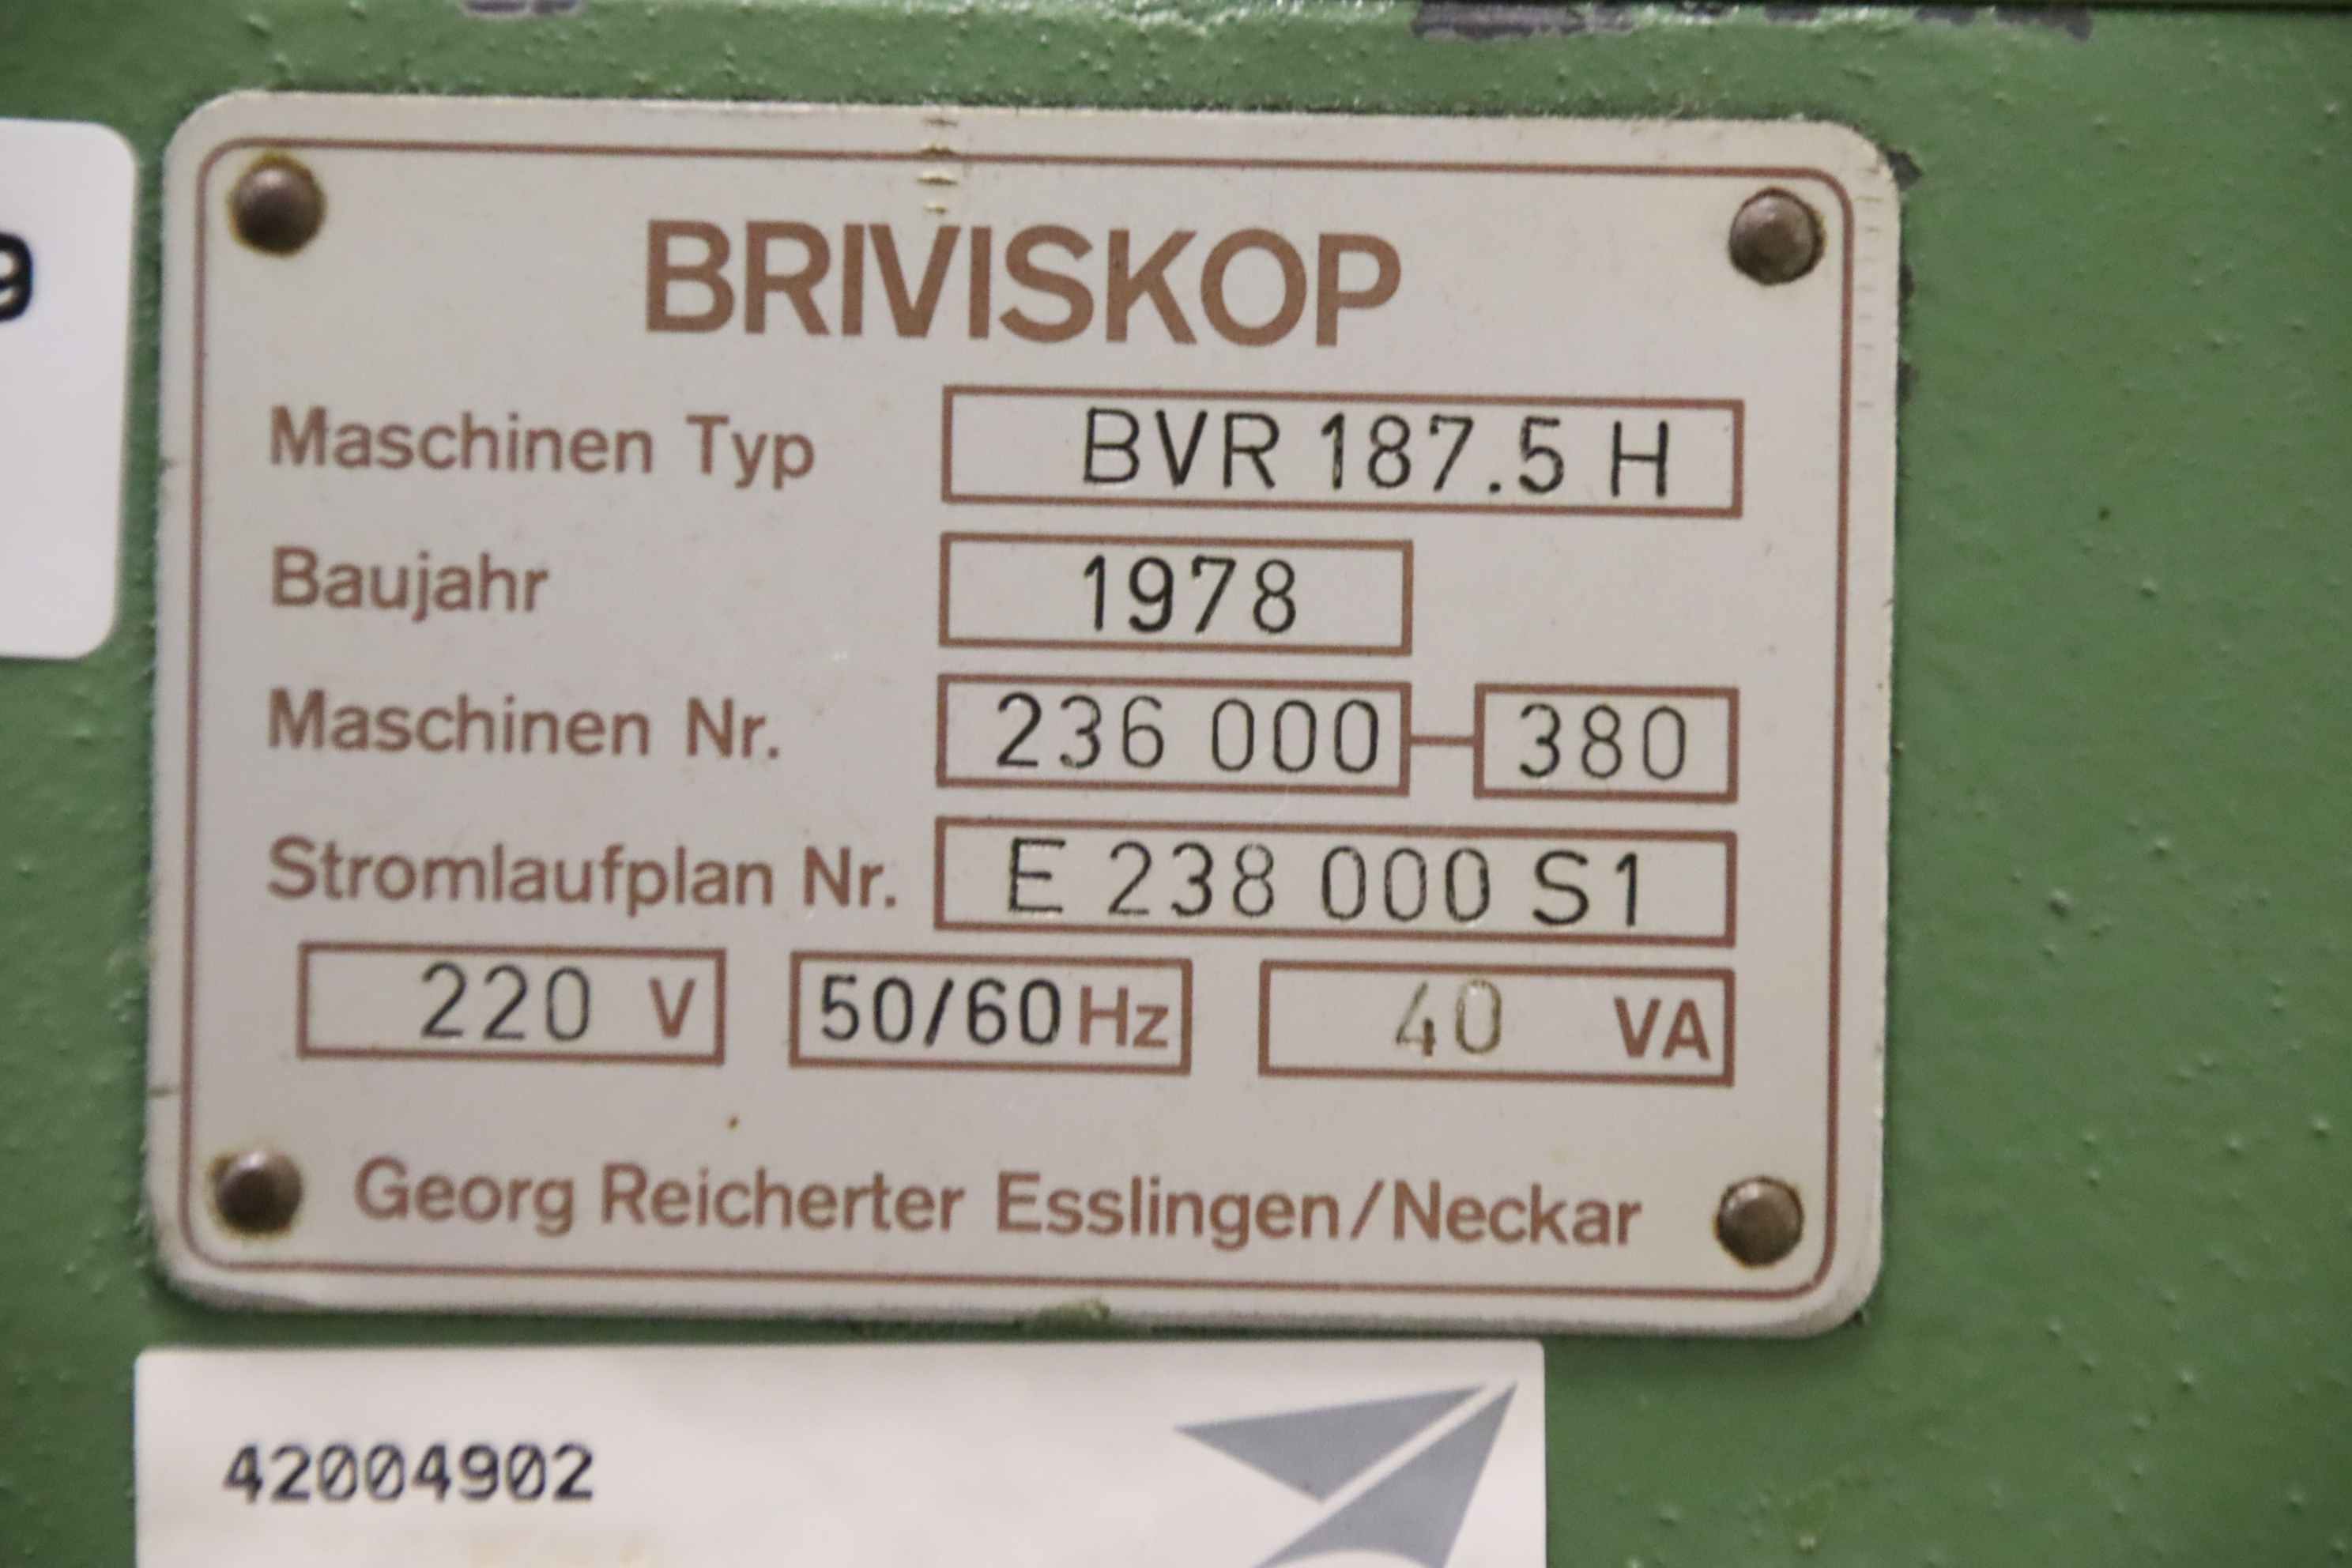 9
BRIVISKOP
Maschinen Typ BVR 187.5 H
Baujahr 1978
Maschinen Nr. 236 000 - 380
Stromlaufplan Nr. E 238 000 S1
220 V 50/60 Hz 40 VA
Georg Reicherter Esslingen/Neckar
42004902